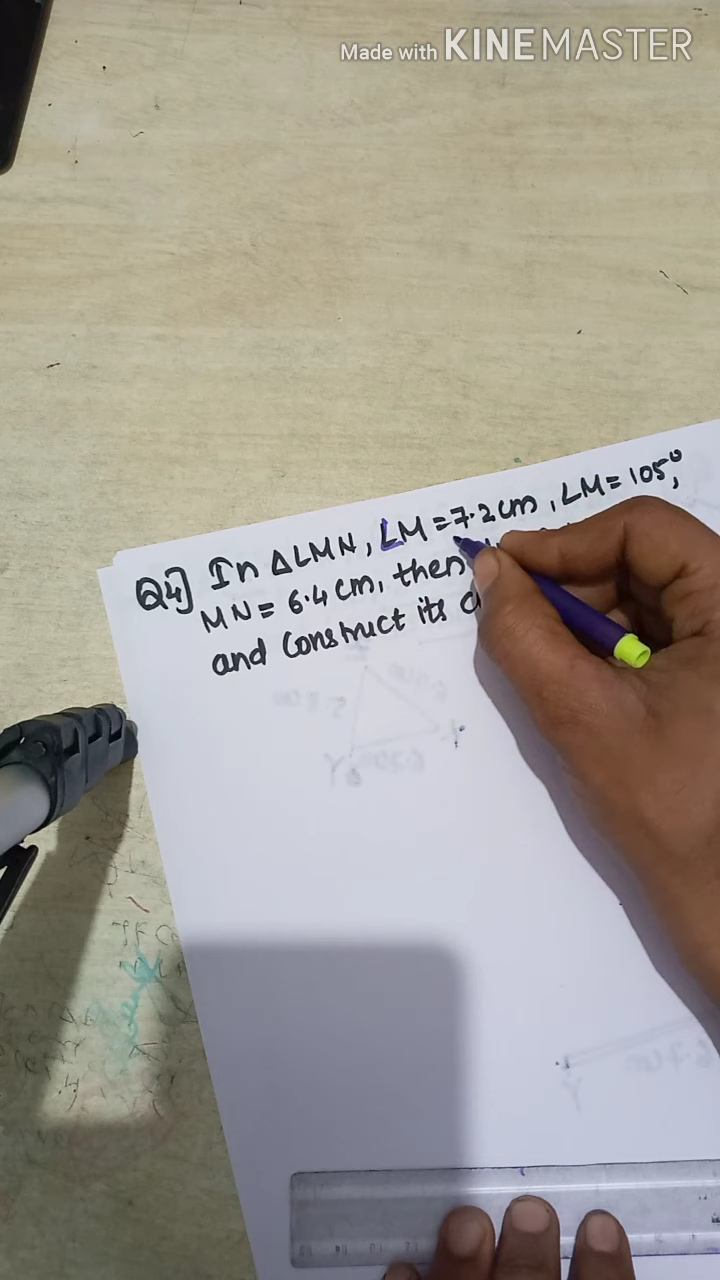 Made with KINEMASTER
Q4] In ΔLMN, LM = 7.2 cm, ∠M = 105°,
MN = 6.4 cm, then
and construct its